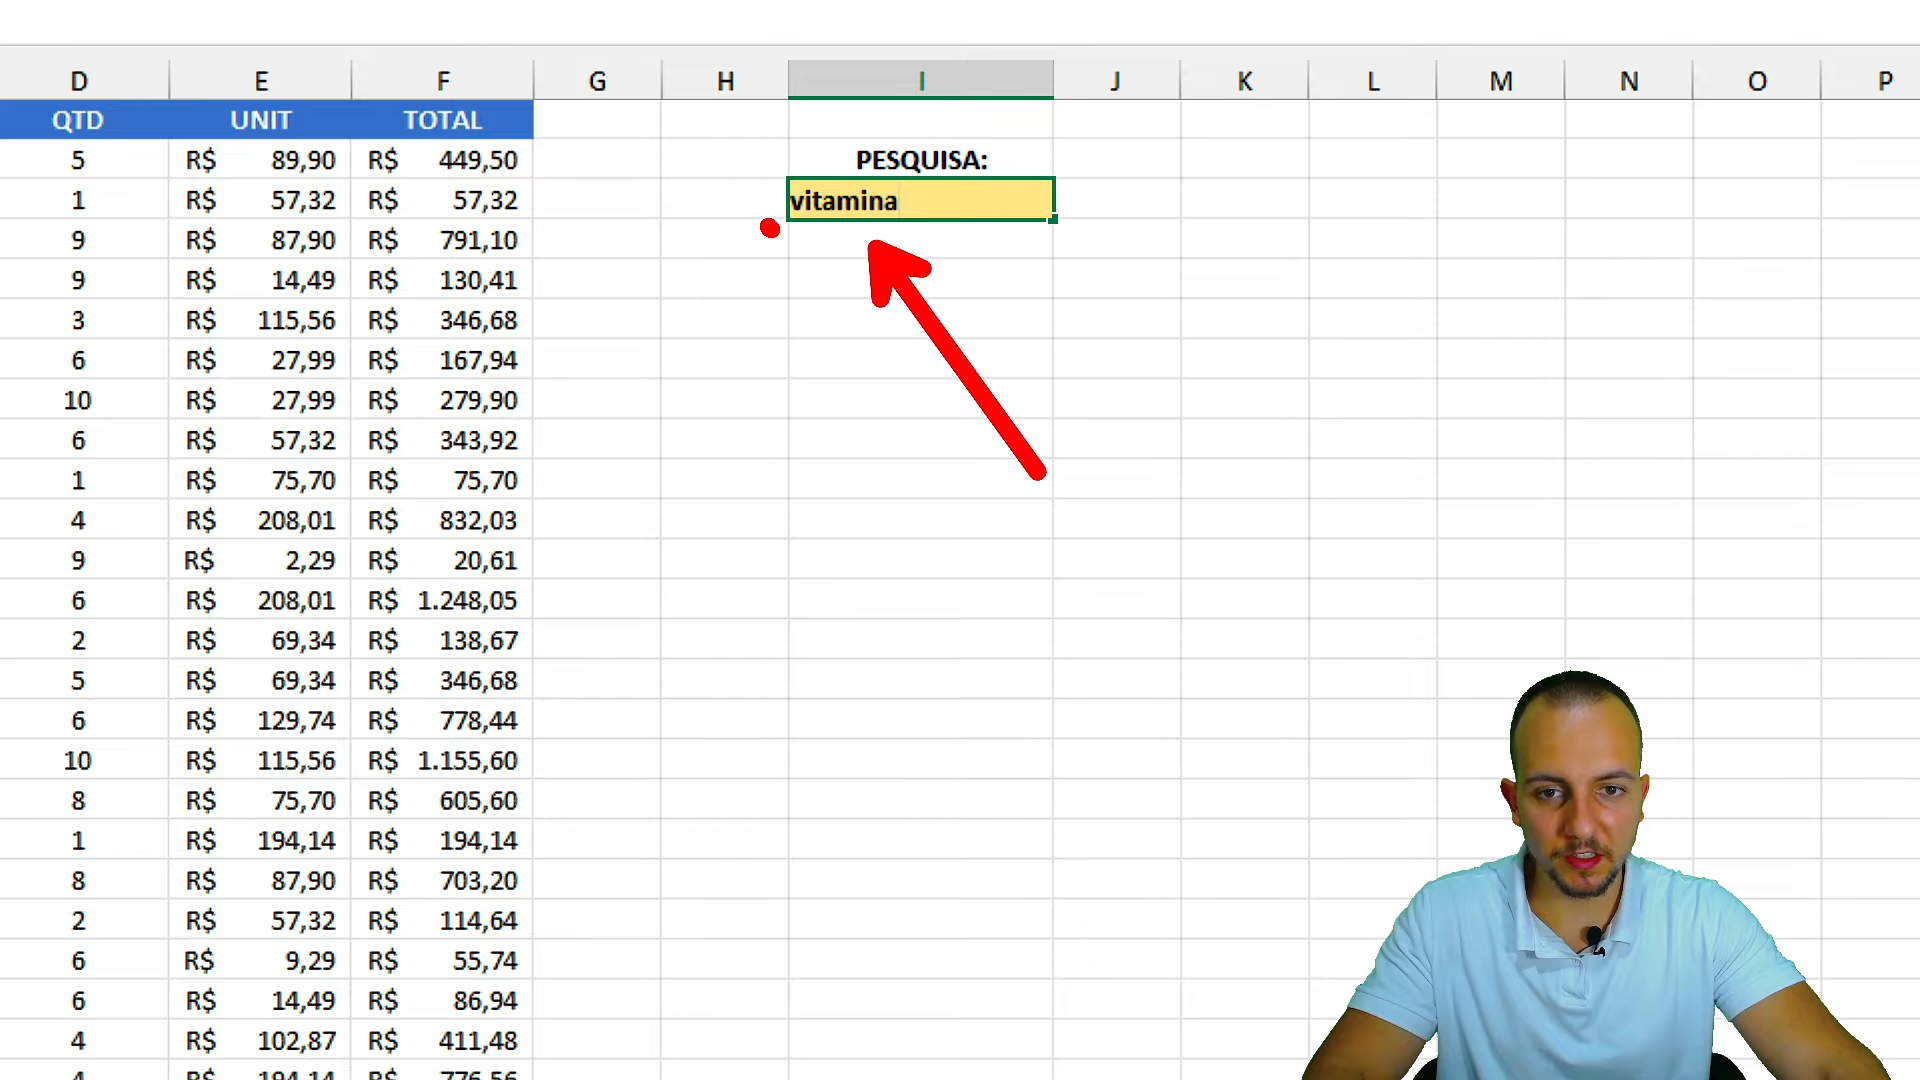 D E F G H I J K L M N O P
QTD UNIT TOTAL
5 R$ 89,90 R$ 449,50 PESQUISA:
1 R$ 57,32 R$ 57,32 vitamina
9 R$ 87,90 R$ 791,10
9 R$ 14,49 R$ 130,41
3 R$ 115,56 R$ 346,68
6 R$ 27,99 R$ 167,94
10 R$ 27,99 R$ 279,90
6 R$ 57,32 R$ 343,92
1 R$ 75,70 R$ 75,70
4 R$ 208,01 R$ 832,03
9 R$ 2,29 R$ 20,61
6 R$ 208,01 R$ 1.248,05
2 R$ 69,34 R$ 138,67
5 R$ 69,34 R$ 346,68
6 R$ 129,74 R$ 778,44
10 R$ 115,56 R$ 1.155,60
8 R$ 75,70 R$ 605,60
1 R$ 194,14 R$ 194,14
8 R$ 87,90 R$ 703,20
2 R$ 57,32 R$ 114,64
6 R$ 9,29 R$ 55,74
6 R$ 14,49 R$ 86,94
4 R$ 102,87 R$ 411,48
4 R$ 194,14 R$ 776,56